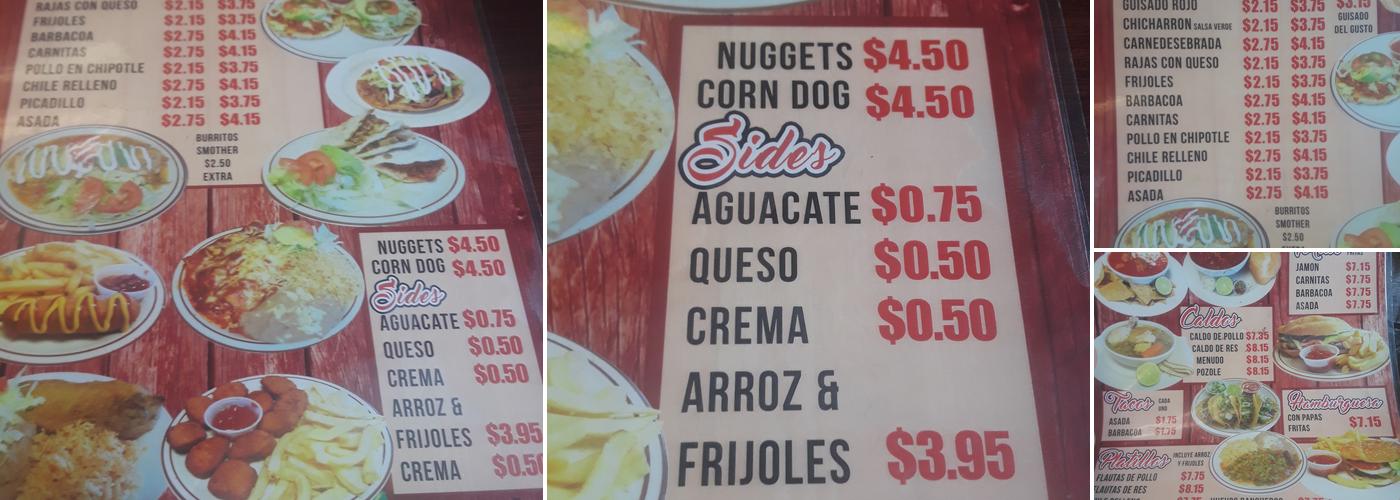 RAJAS CON QUESO $2.15 $3.75
FRIJOLES $2.15 $3.75
BARBACOA $2.75 $4.15
CARNITAS $2.75 $4.15
POLLO EN CHIPOTLE $2.15 $3.75
CHILE RELLENO $2.75 $4.15
PICADILLO $2.15 $3.75
ASADA $2.75 $4.15
BURRITOS
SMOTHER
$2.50
EXTRA
NUGGETS $4.50
CORN DOG $4.50
Sides
AGUACATE $0.75
QUESO $0.50
CREMA $0.50
ARROZ &
FRIJOLES $3.95
CREMA $0.50
NUGGETS $4.50
CORN DOG $4.50
Sides
AGUACATE $0.75
QUESO $0.50
CREMA $0.50
ARROZ &
FRIJOLES $3.95
GUISADO ROJO $2.15 $3.75 $3.15
CHICHARRON SALSA VERDE $2.15 $3.75 GUISADO
DEL GUSTO
CARNEDESEBRADA $2.75 $4.15
RAJAS CON QUESO $2.15 $3.75
FRIJOLES $2.15 $3.75
BARBACOA $2.75 $4.15
CARNITAS $2.75 $4.15
POLLO EN CHIPOTLE $2.15 $3.75
CHILE RELLENO $2.75 $4.15
PICADILLO $2.15 $3.75
ASADA $2.75 $4.15
BURRITOS
SMOTHER
$2.50
JAMON $7.15
CARNITAS $7.75
BARBACOA $7.75
ASADA $7.75
Caldos
CALDO DE POLLO $7.35
CALDO DE RES $8.15
MENUDO $8.15
POZOLE $8.15
Tacos CADA
UNO
ASADA $1.75
BARBACOA $1.75
Hamburguesa
CON PAPAS
FRITAS $7.15
Platillos INCLUYE ARROZ
Y FRIJOLES
FLAUTAS DE POLLO $7.75
FLAUTAS DE RES $8.15